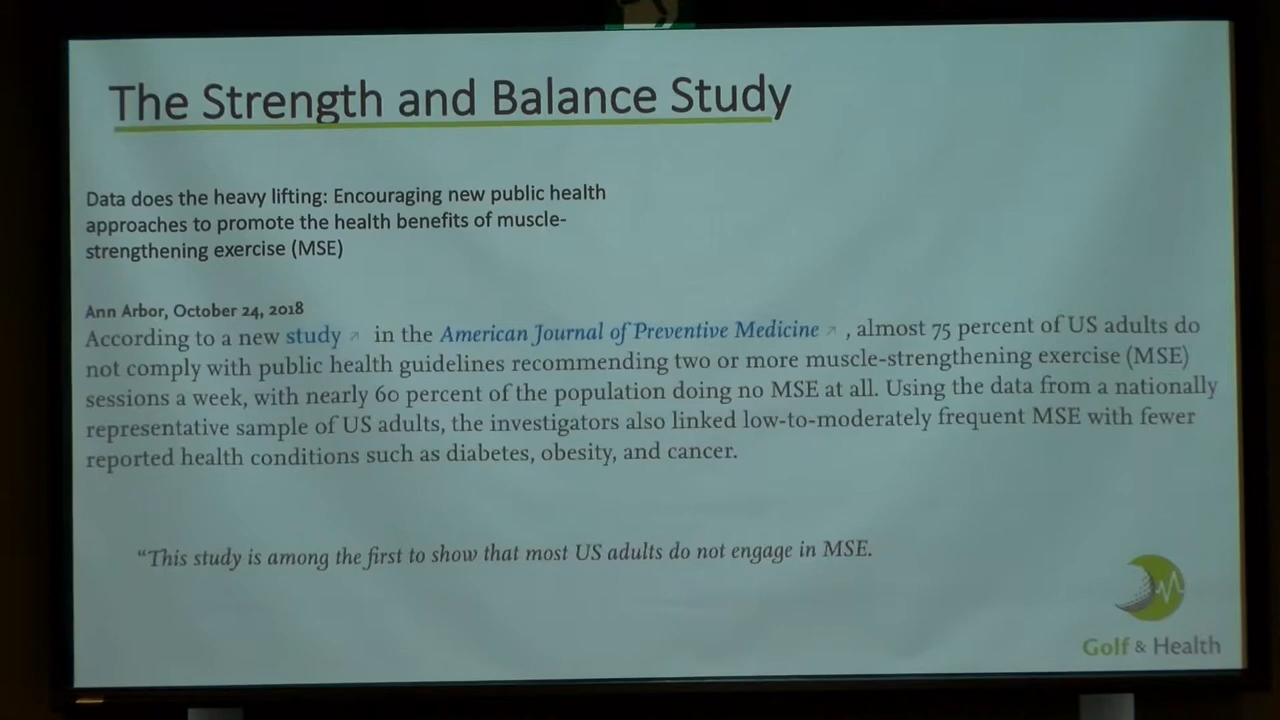 The Strength and Balance Study
Data does the heavy lifting: Encouraging new public health
approaches to promote the health benefits of muscle-
strengthening exercise (MSE)
Ann Arbor, October 24, 2018
According to a new study in the American Journal of Preventive Medicine , almost 75 percent of US adults do
not comply with public health guidelines recommending two or more muscle-strengthening exercise (MSE)
sessions a week, with nearly 60 percent of the population doing no MSE at all. Using the data from a nationally
representative sample of US adults, the investigators also linked low-to-moderately frequent MSE with fewer
reported health conditions such as diabetes, obesity, and cancer.
“This study is among the first to show that most US adults do not engage in MSE.
Golf & Health